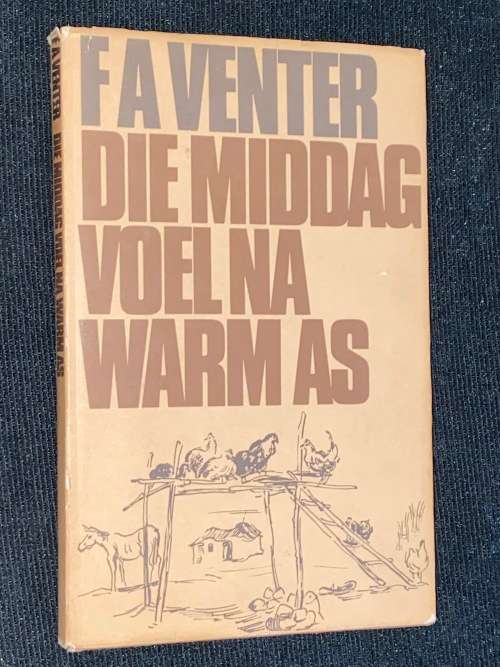 F A VENTER
DIE MIDDAG
VOEL NA
WARM AS
F A VENTER DIE MIDDAG VOEL NA WARM AS